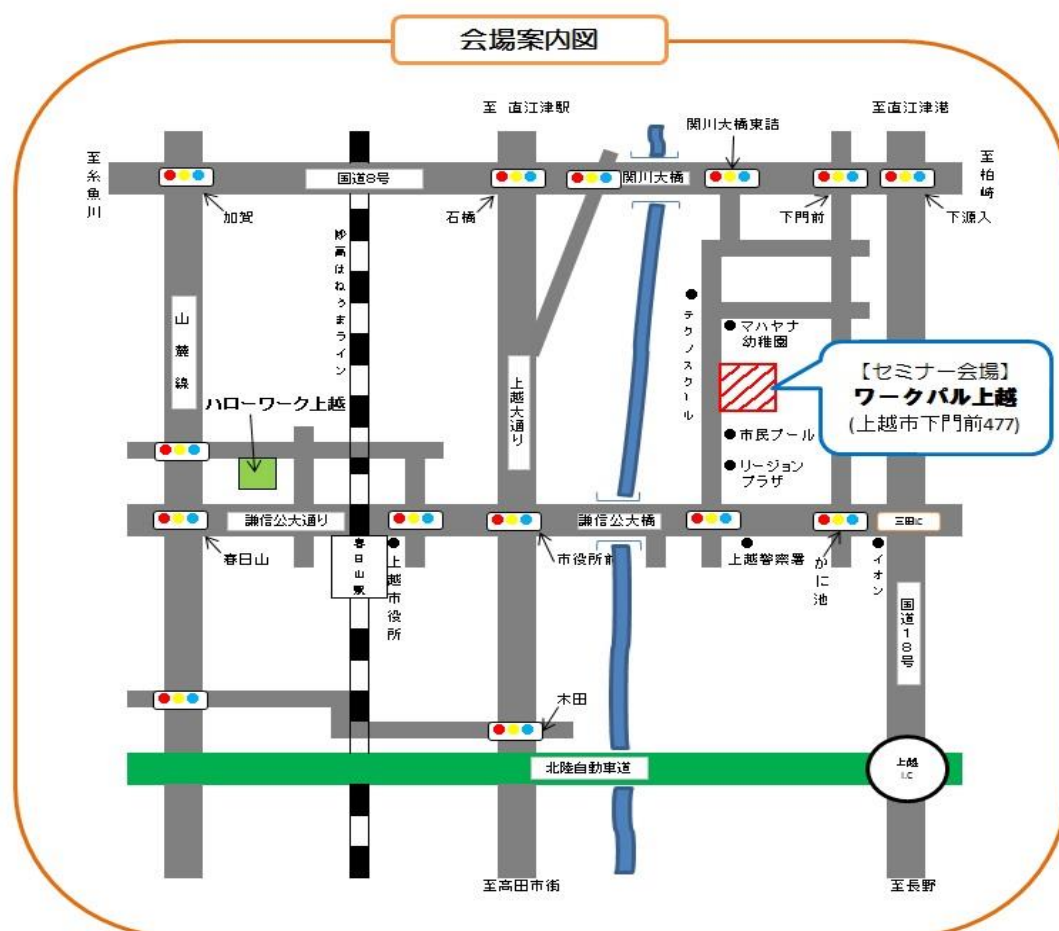 会場案内図
至 直江津駅
至直江津港
関川大橋東詰
至糸魚川
国道8号
関川大橋
至柏崎
加賀
石橋
下門前
下源入
妙高はねうまライン
山麓線
テクノスクール
マハヤナ
幼稚園
【セミナー会場】
ワークパル上越
(上越市下門前477)
上越大通り
ハローワーク上越
市民プール
リージョン
プラザ
謙信公大通り
謙信公大橋
三田IC
春日山
春日山駅
上越市役所
市役所前
上越警察署
かに池
イオン
国道18号
木田
北陸自動車道
上越
I.C
至高田市街
至長野